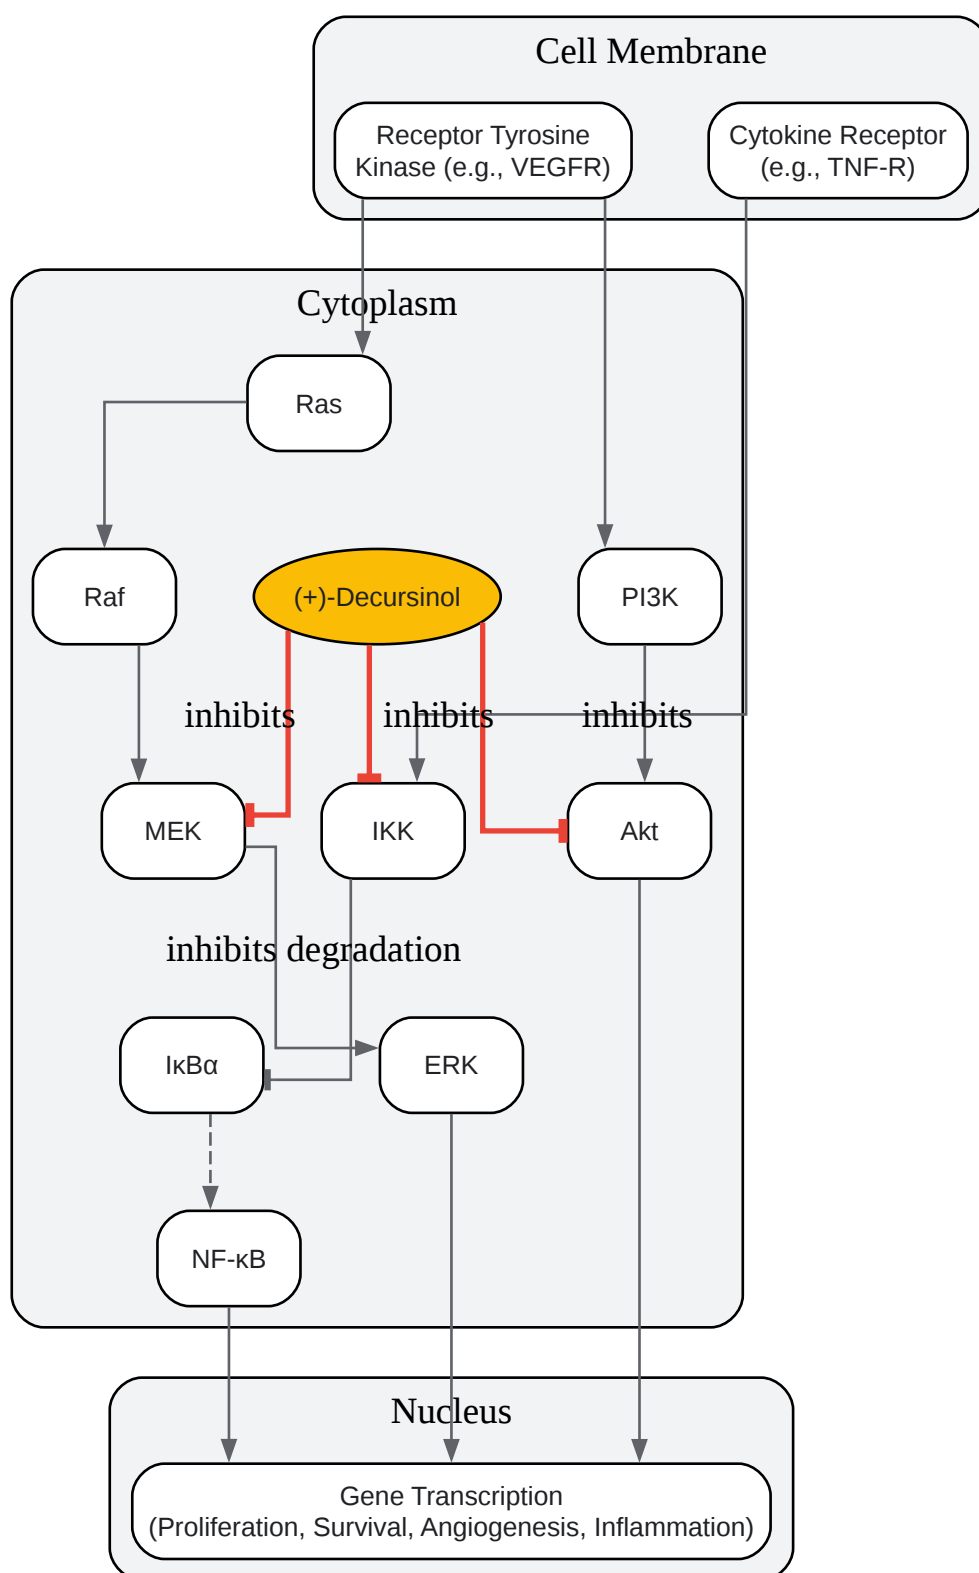 Cell Membrane
Receptor Tyrosine
Kinase (e.g., VEGFR)
Cytokine Receptor
(e.g., TNF-R)
Cytoplasm
Ras
Raf
(+)-Decursinol
PI3K
inhibits
inhibits
inhibits
MEK
IKK
Akt
inhibits degradation
IκBα
ERK
NF-κB
Nucleus
Gene Transcription
(Proliferation, Survival, Angiogenesis, Inflammation)